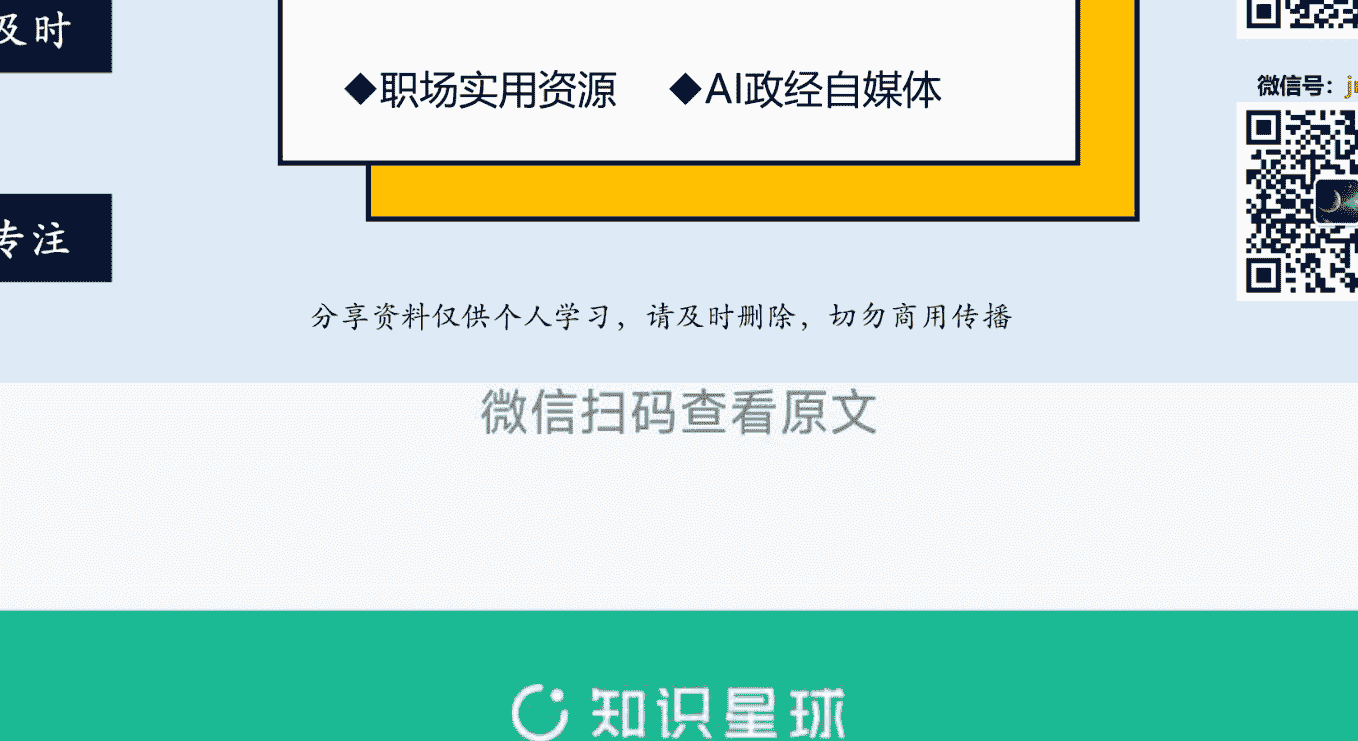 及时
◆职场实用资源 ◆AI政经自媒体
微信号：
专注
分享资料仅供个人学习，请及时删除，切勿商用传播
微信扫码查看原文
知识星球